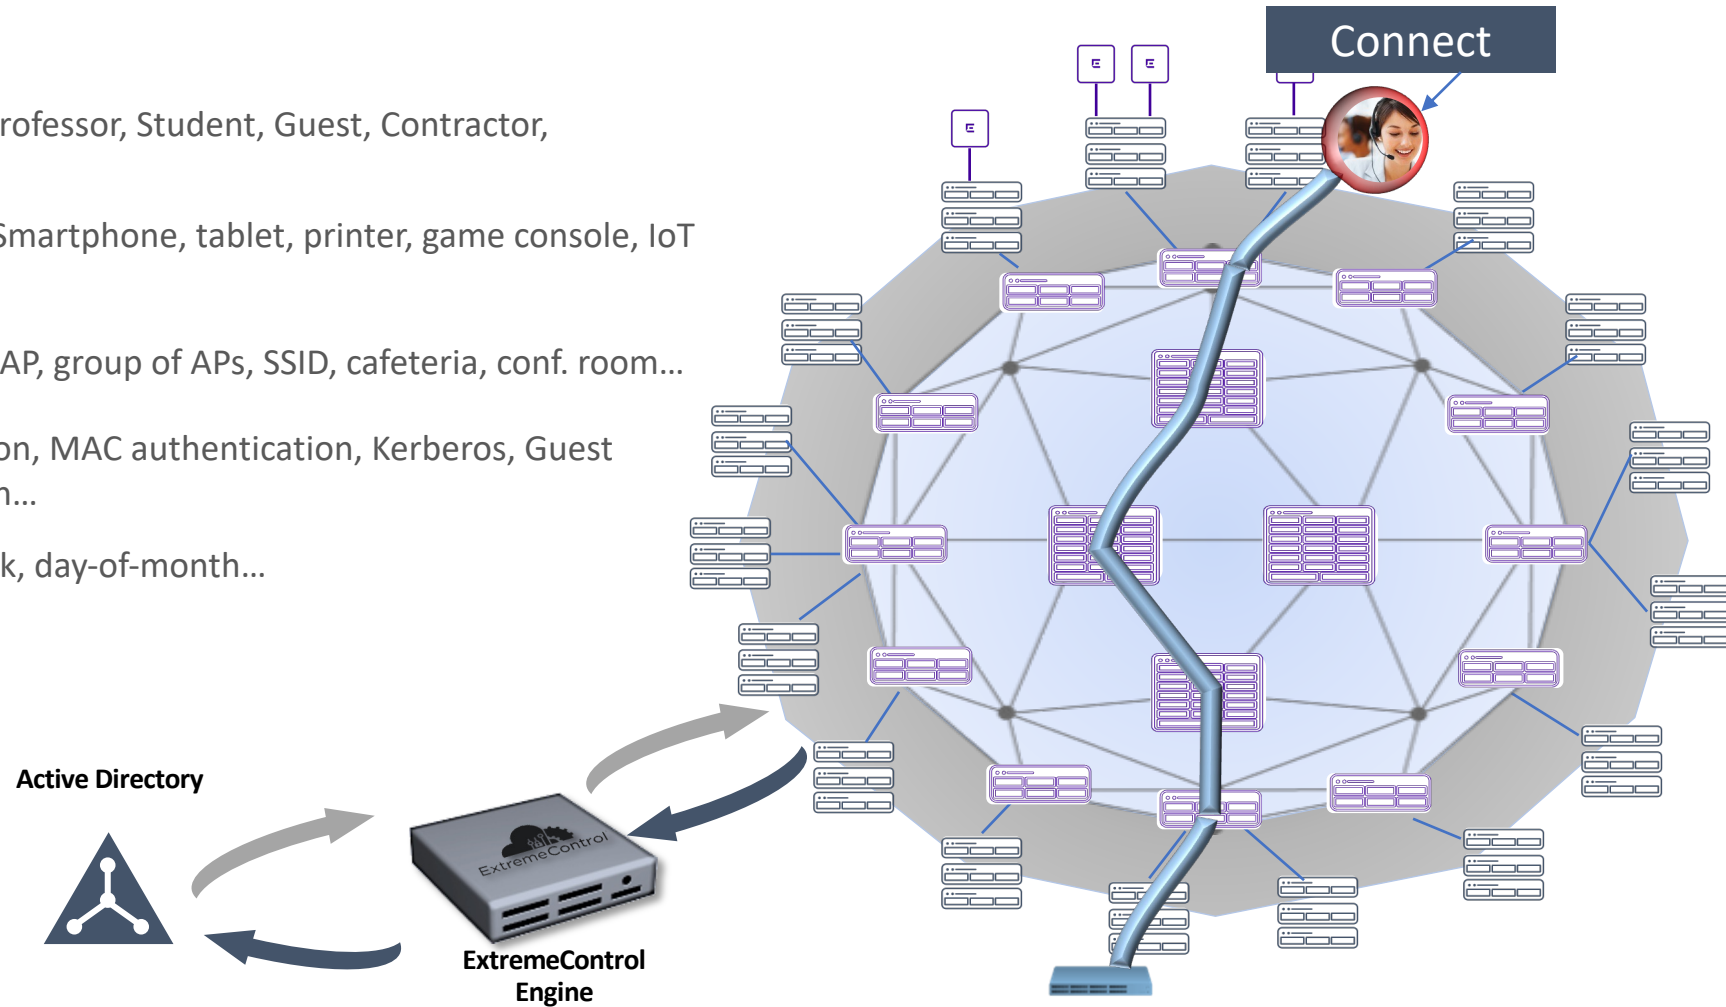 Connect
rofessor, Student, Guest, Contractor,
Smartphone, tablet, printer, game console, IoT
AP, group of APs, SSID, cafeteria, conf. room…
on, MAC authentication, Kerberos, Guest
n…
k, day-of-month…
Active Directory
ExtremeControl
ExtremeControl
Engine